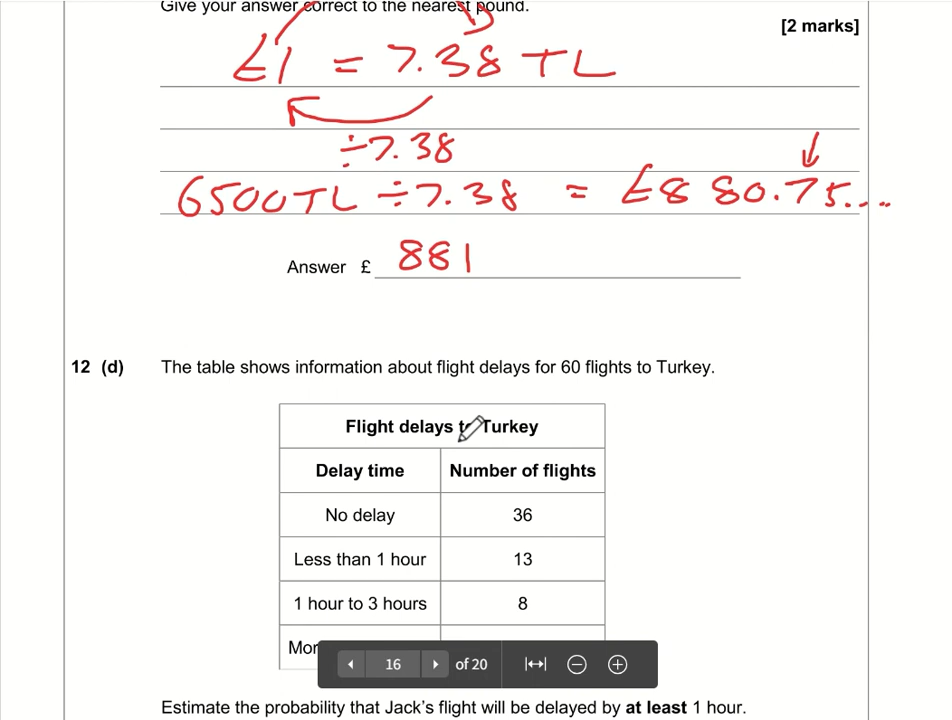 Give your answer correct to the nearest pound.
[2 marks]
£1 = 7.38 TL
÷7.38
6500TL ÷7.38 = £880.75....
Answer £ 881
12 (d) The table shows information about flight delays for 60 flights to Turkey.
Flight delays to Turkey
Delay time Number of flights
No delay 36
Less than 1 hour 13
1 hour to 3 hours 8
16 of 20
Estimate the probability that Jack's flight will be delayed by at least 1 hour.